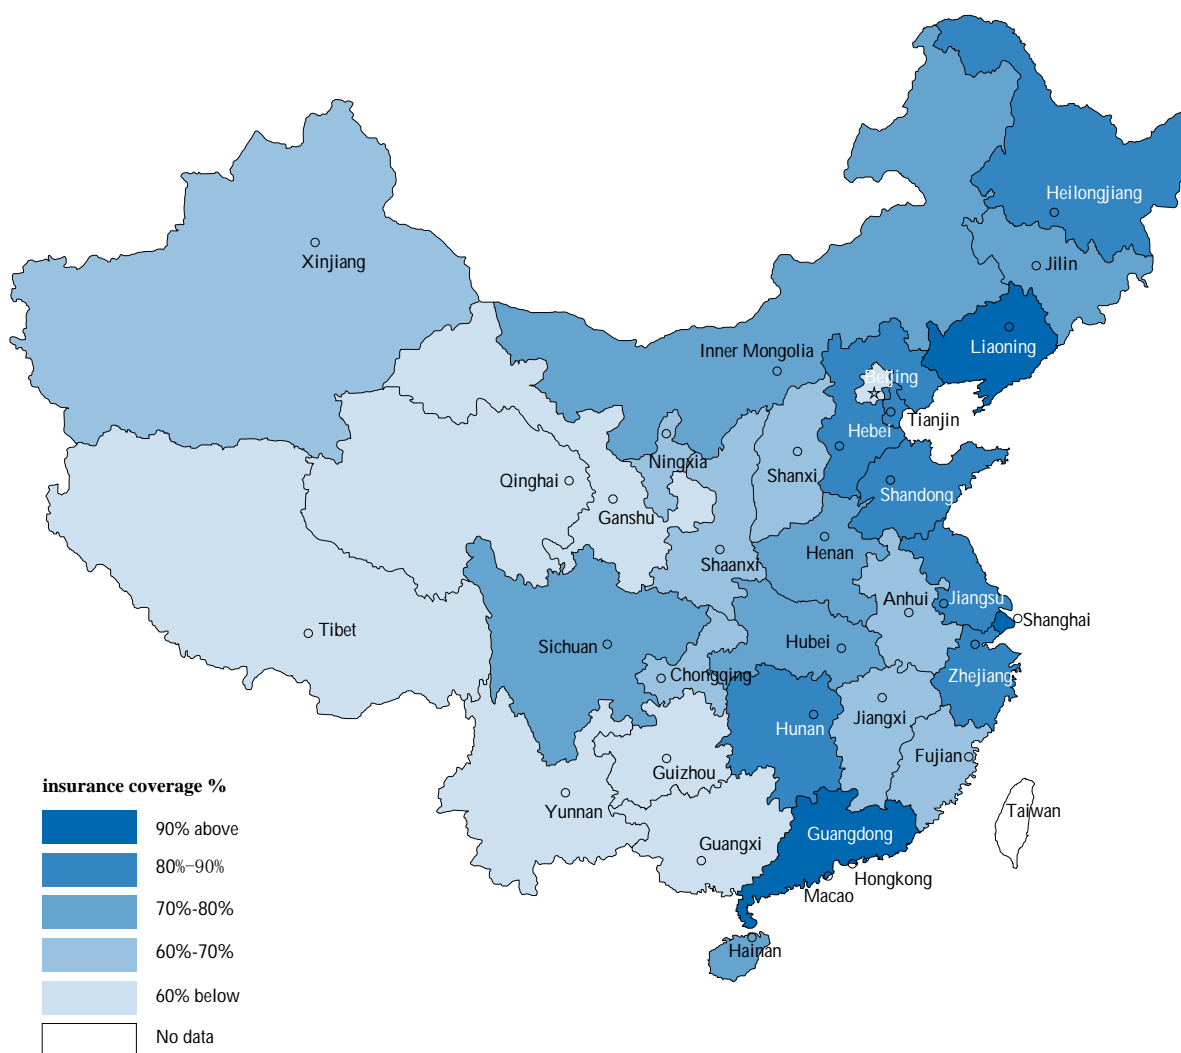 Heilongjiang
Xinjiang
Jilin
Inner Mongolia
Liaoning
Beijing
Tianjin
Hebei
Ningxia
Shanxi
Qinghai
Shandong
Ganshu
Henan
Shaanxi
Anhui
Jiangsu
Shanghai
Tibet
Sichuan
Hubei
Chongqing
Zhejiang
Jiangxi
Hunan
Fujian
Guizhou
insurance coverage %
Yunnan
Taiwan
90% above
Guangdong
Guangxi
80%-90%
Hongkong
Macao
70%-80%
Hainan
60%-70%
60% below
No data